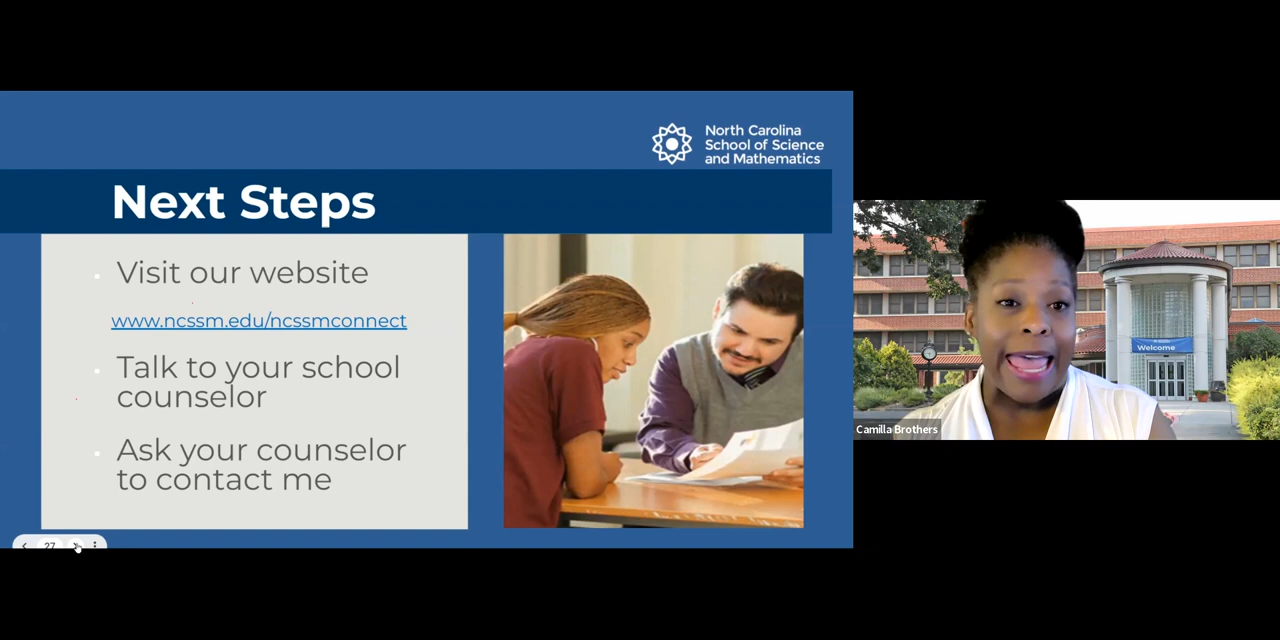 North Carolina
School of Science
and Mathematics
Next Steps
Visit our website
www.ncssm.edu/ncssmconnect
Talk to your school
counselor
Ask your counselor
to contact me
27
Welcome
Camilla Brothers